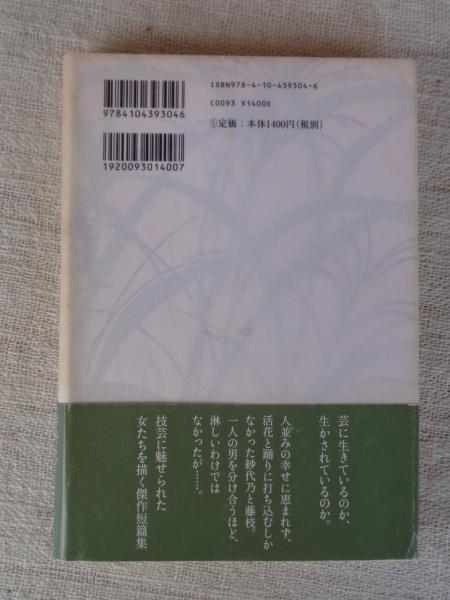 ISBN978-4-10-439304-6
C0093 ¥1400E
Ⓢ定価：本体1400円（税別）
9784104393046
1920093014007
芸に生きているのか、
生かされているのか。
人並みの幸せに恵まれず、
活花と踊りに打ち込むしか
なかった紗代乃と藤枝。
一人の男を分け合うほど、
淋しいわけでは
なかったが……。
技芸に魅せられた
女たちを描く傑作短篇集